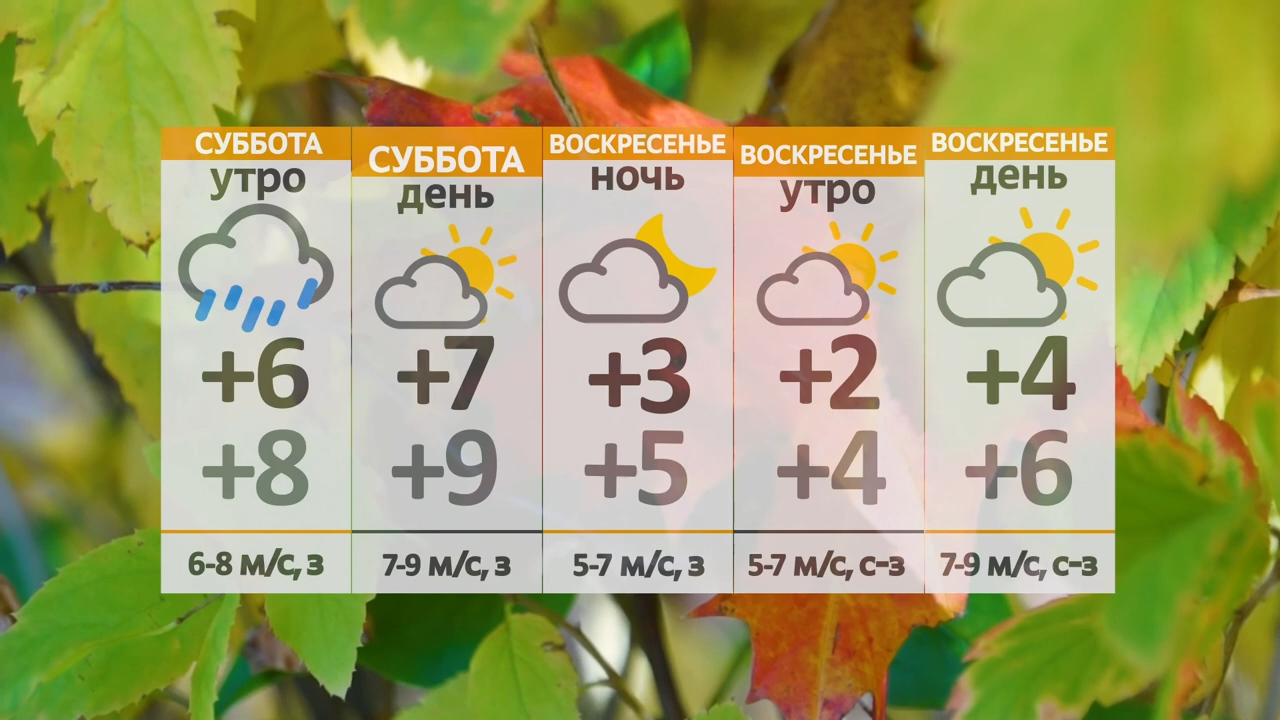 СУББОТА
утро
+6
+8
6-8 м/с, з
СУББОТА
день
+7
+9
7-9 м/с, з
ВОСКРЕСЕНЬЕ
ночь
+3
+5
5-7 м/с, з
ВОСКРЕСЕНЬЕ
утро
+2
+4
5-7 м/с, с-з
ВОСКРЕСЕНЬЕ
день
+4
+6
7-9 м/с, с-з